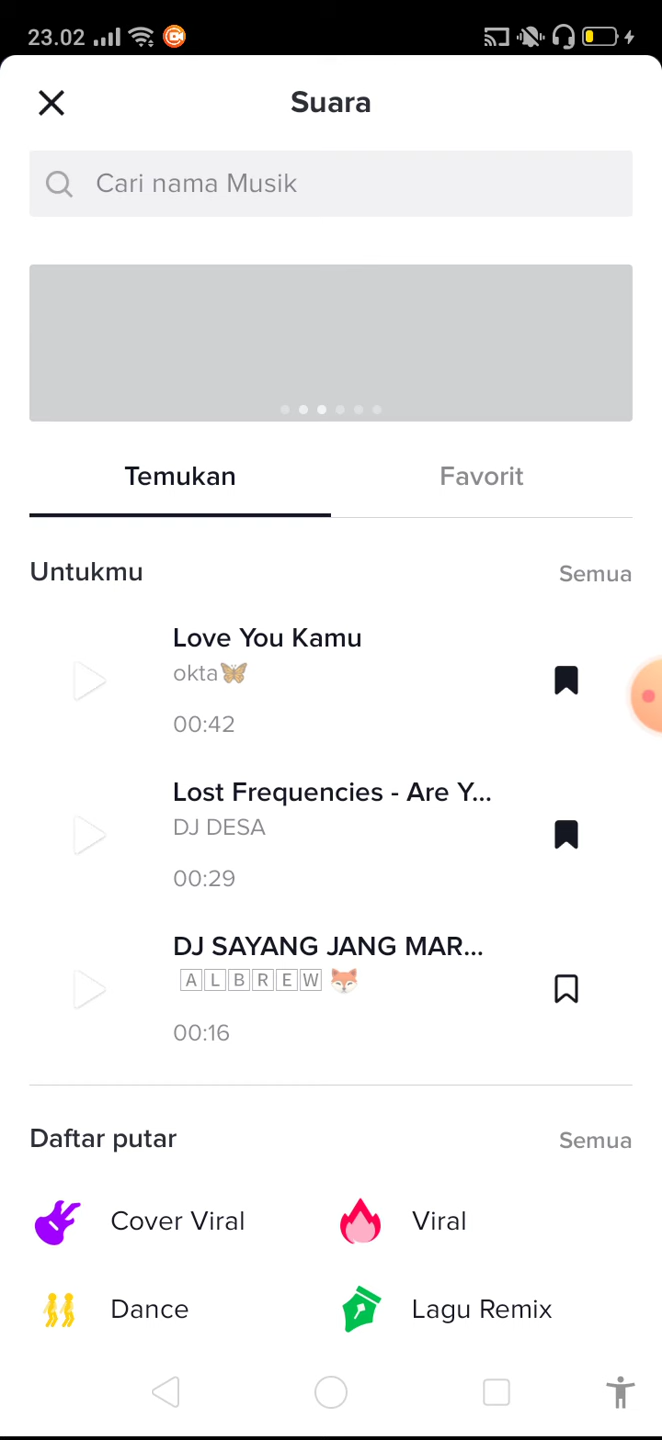 23.02
Suara
Cari nama Musik
Temukan Favorit
Untukmu Semua
Love You Kamu
okta🦋
00:42
Lost Frequencies - Are Y...
DJ DESA
00:29
DJ SAYANG JANG MAR...
🄰🄻🄱🅁🄴🅆 🦊
00:16
Daftar putar Semua
Cover Viral Viral
Dance Lagu Remix